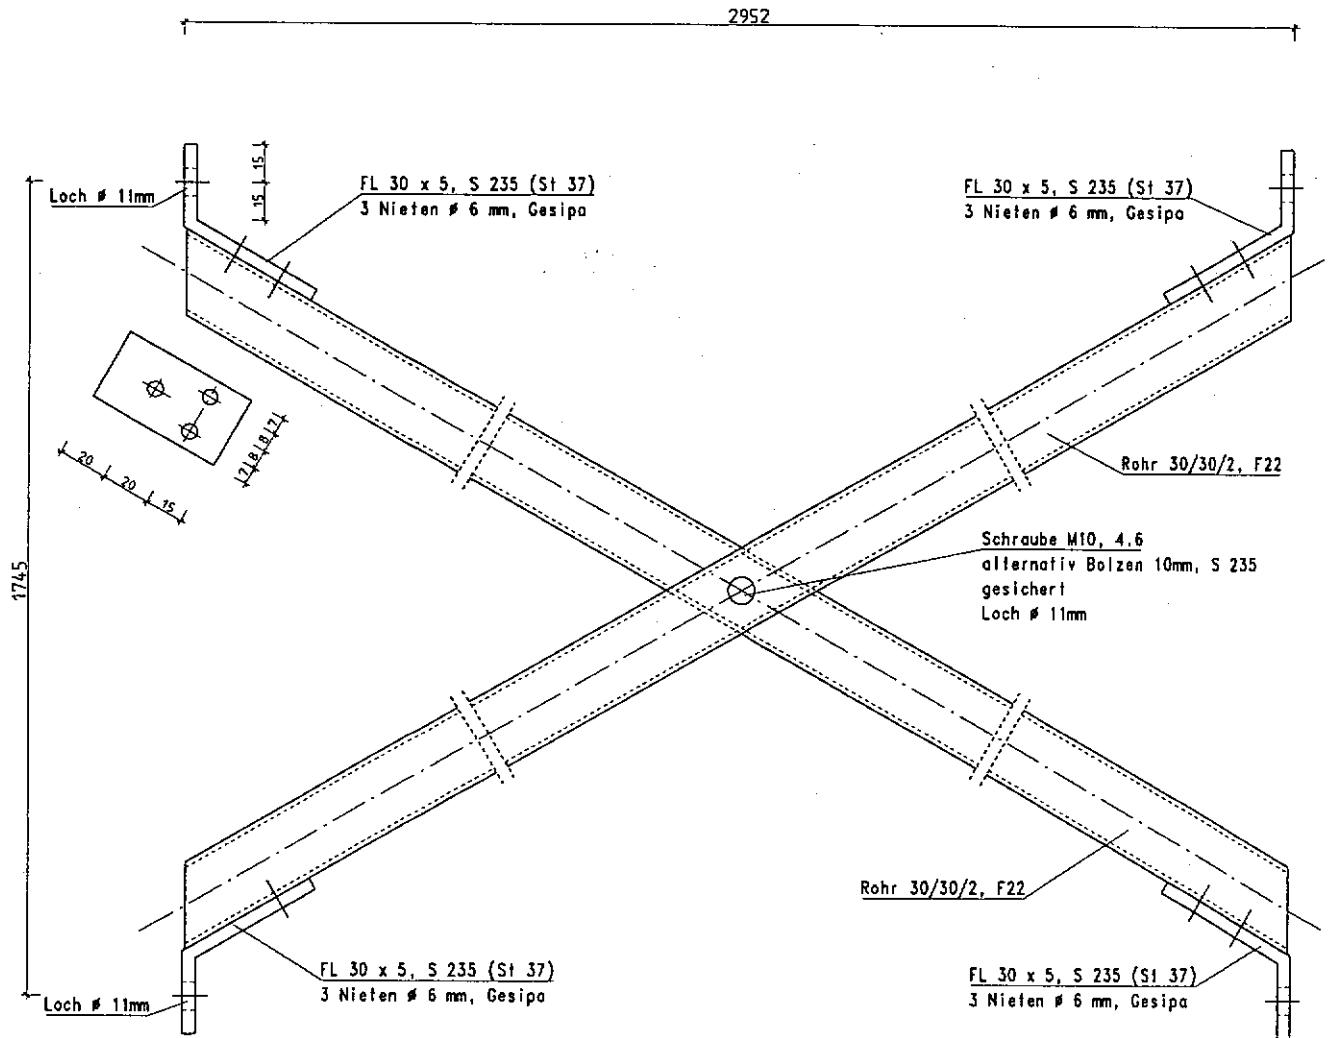 2952
15
15
Loch ø 11mm
FL 30 x 5, S 235 (St 37)
3 Nieten ø 6 mm, Gesipa
FL 30 x 5, S 235 (St 37)
3 Nieten ø 6 mm, Gesipa
20
20
15
7
8
8
7
Rohr 30/30/2, F22
Schraube M10, 4.6
alternativ Bolzen 10mm, S 235
gesichert
Loch ø 11mm
1745
Rohr 30/30/2, F22
FL 30 x 5, S 235 (St 37)
3 Nieten ø 6 mm, Gesipa
Loch ø 11mm
FL 30 x 5, S 235 (St 37)
3 Nieten ø 6 mm, Gesipa